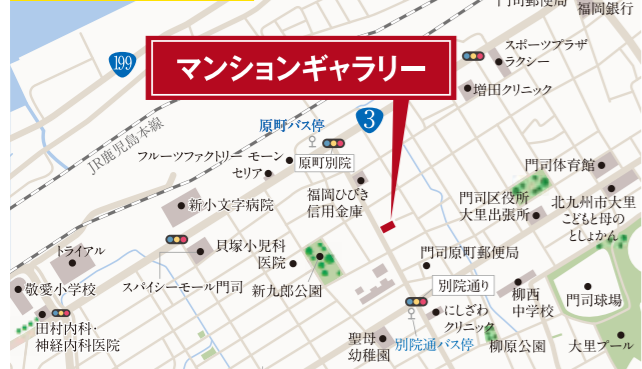 門司郵便局
福岡銀行
199
マンションギャラリー
スポーツプラザ
ラクシー
増田クリニック
3
JR鹿児島本線
原町バス停
フルーツファクトリー モーン
セリア
原町別院
福岡ひびき
信用金庫
門司体育館
門司区役所
大里出張所
北九州市大里
こどもと母の
としょかん
新小文字病院
トライアル
貝塚小児科
医院
門司原町郵便局
敬愛小学校
スパイシーモール門司
新九郎公園
別院通り
柳西
中学校
門司球場
田村内科・
神経内科医院
にしざわ
クリニック
聖母
幼稚園
別院通バス停
柳原公園
大里プール